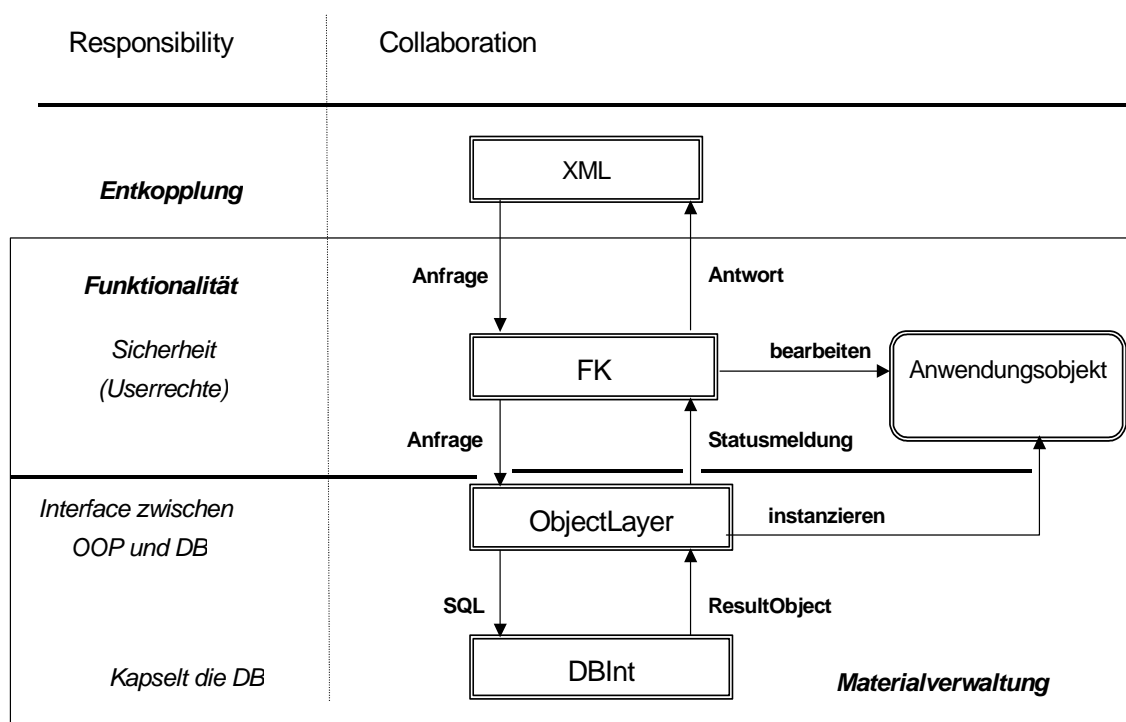 Responsibility
Collaboration
Entkopplung
XML
Funktionalität
Anfrage
Antwort
Sicherheit
(Userrechte)
FK
bearbeiten
Anwendungsobjekt
Anfrage
Statusmeldung
Interface zwischen
OOP und DB
ObjectLayer
instanzieren
SQL
ResultObject
Kapselt die DB
DBInt
Materialverwaltung